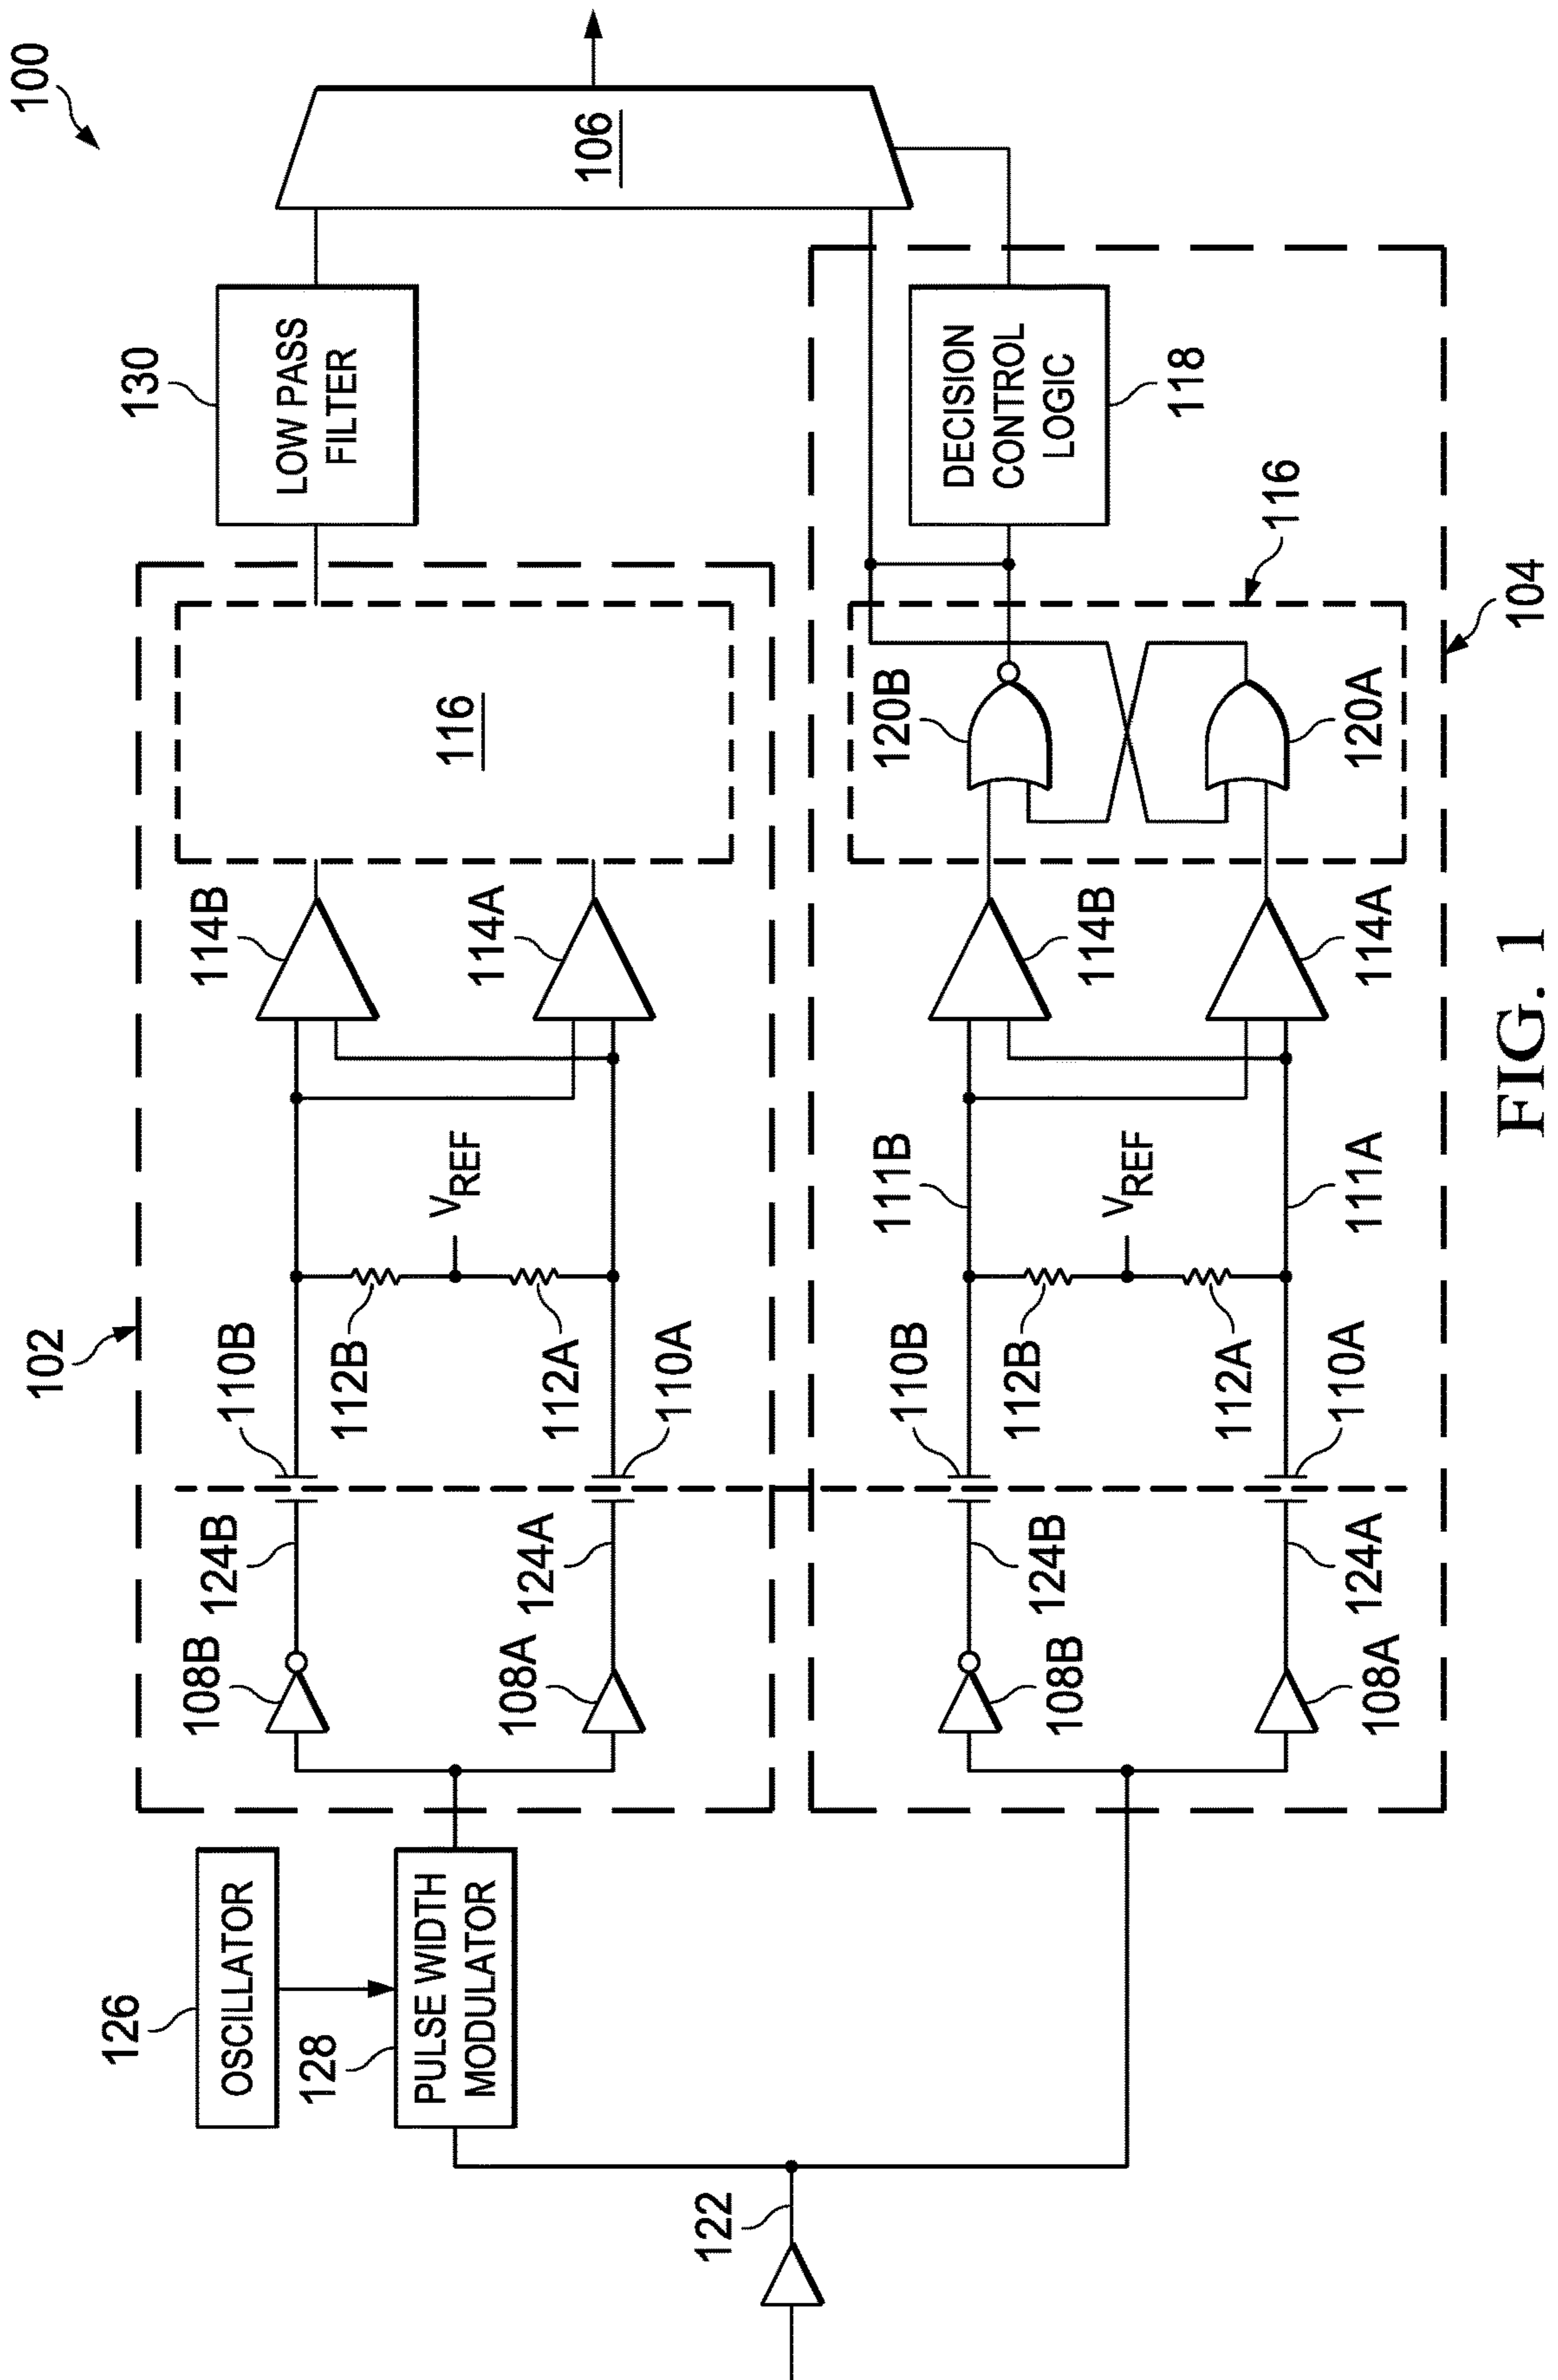 100
106
130
LOW PASS
FILTER
116
114B
114A
102
110B
112B
VREF
112A
110A
124B
124A
108B
108A
OSCILLATOR
126
PULSE WIDTH
MODULATOR
128
122
DECISION
CONTROL
LOGIC
118
116
104
120B
120A
114B
114A
111B
VREF
111A
110B
112B
112A
110A
124B
124A
108B
108A
FIG. 1